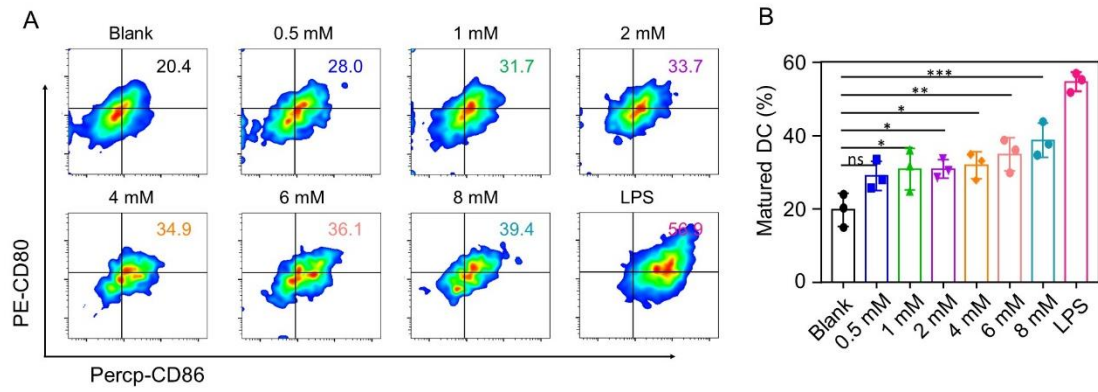 A
Blank
0.5 mM
1 mM
2 mM
20.4
28.0
31.7
33.7
4 mM
6 mM
8 mM
LPS
34.9
36.1
39.4
PE-CD80
Percp-CD86
B
Matured DC (%)
60
40
20
0
ns
*
*
*
**
***
Blank
0.5 mM
1 mM
2 mM
4 mM
6 mM
8 mM
LPS